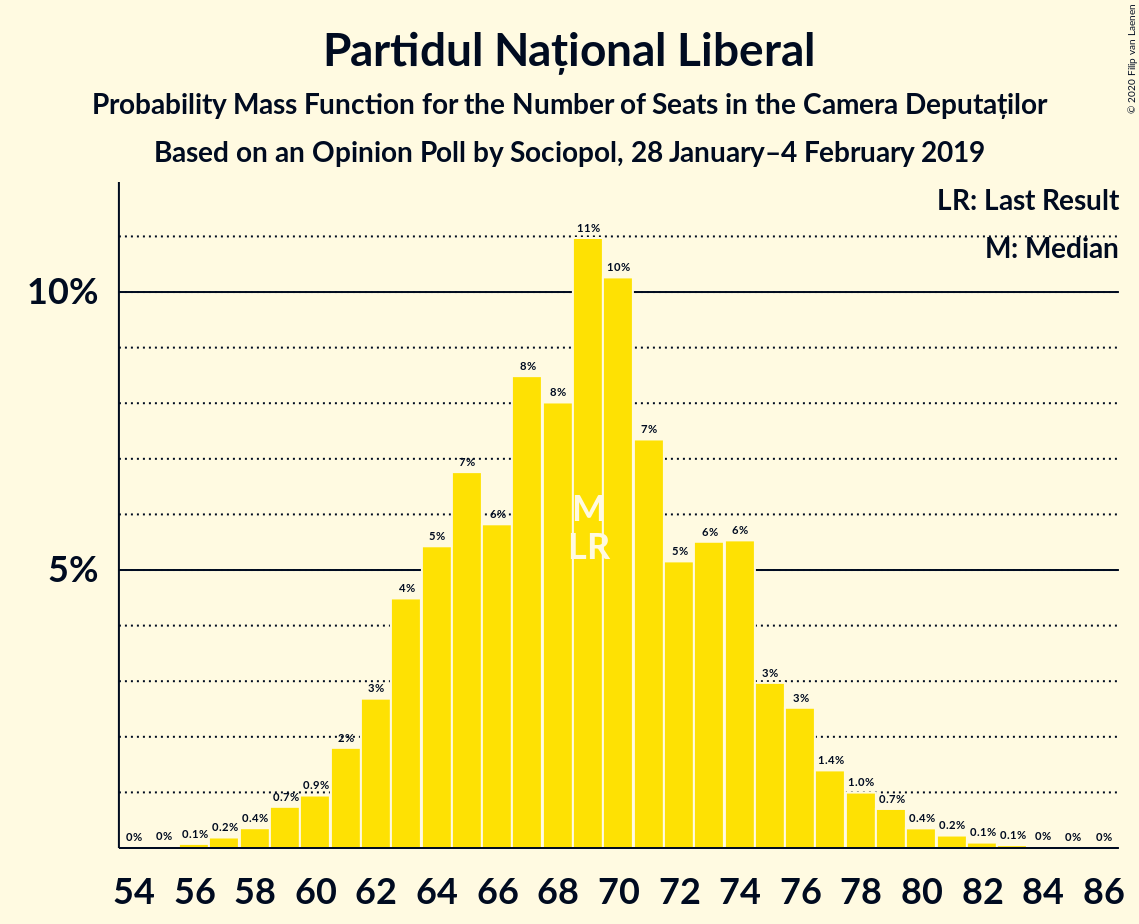 Partidul Național Liberal
Probability Mass Function for the Number of Seats in the Camera Deputaților
Based on an Opinion Poll by Sociopol, 28 January–4 February 2019
© 2020 Filip van Laenen
LR: Last Result
M: Median
10%
5%
0% 0% 0.1% 0.2% 0.4% 0.7% 0.9% 2% 3% 4% 5% 7% 6% 8% 8% 11% 10% 7% 5% 6% 6% 3% 3% 1.4% 1.0% 0.7% 0.4% 0.2% 0.1% 0.1% 0% 0% 0%
M
LR
54 56 58 60 62 64 66 68 70 72 74 76 78 80 82 84 86